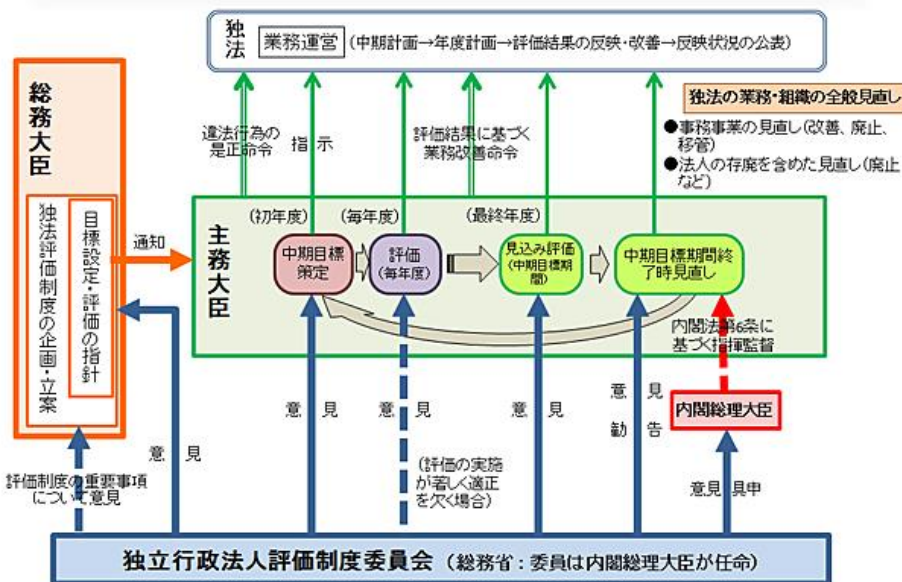 独法
業務運営 (中期計画→年度計画→評価結果の反映・改善→反映状況の公表)
総務大臣
目標設定・評価の指針
独法評価制度の企画・立案
通知
違法行為の
是正命令
指示
評価結果に基づく
業務改善命令
独法の業務・組織の全般見直し
●事務事業の見直し(改善、廃止、
移管)
●法人の存廃を含めた見直し(廃止
など)
主務大臣
(初年度)
(毎年度)
(最終年度)
中期目標
策定
評価
(毎年度)
見込み評価
(中期目標期
間)
中期目標期間終
了時見直し
内閣法第6条に
基づく指揮監督
内閣総理大臣
評価制度の重要事項
について意見
意見
意見
意見
(評価の実施
が著しく適正
を欠く場合)
意見
意見
勧告
意見具申
独立行政法人評価制度委員会 (総務省:委員は内閣総理大臣が任命)